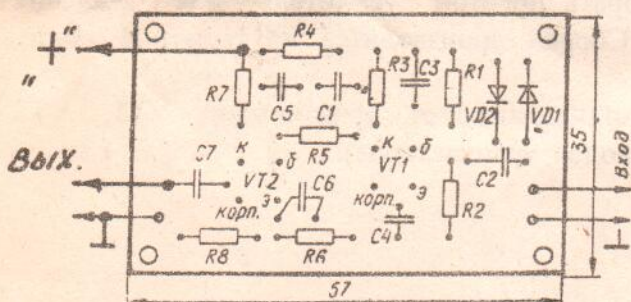 +"
"
R4
R7
C5
C1
R3
C3
R1
VD2
VD1
35
к
б
R5
к
б
VT1
C2
Вход
ВЫХ.
C7
VT2
C6
э
корп.
э
корп.
R2
C4
R8
R6
57